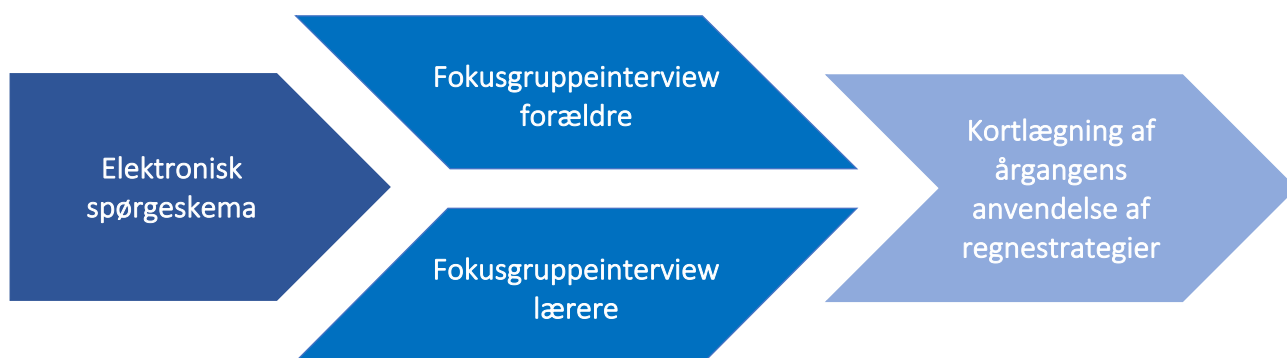 Elektronisk
spørgeskema
Fokusgruppeinterview
forældre
Fokusgruppeinterview
lærere
Kortlægning af
årgangens
anvendelse af
regnestrategier